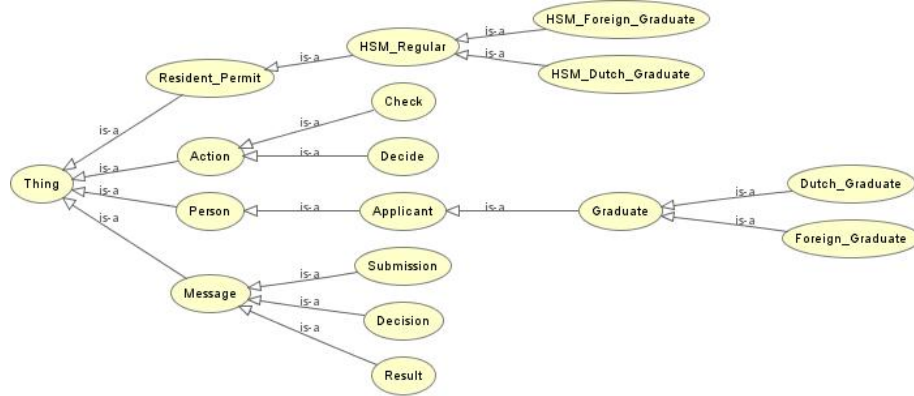 HSM_Foreign_Graduate
is-a
HSM_Regular
is-a
is-a
HSM_Dutch_Graduate
Resident_Permit
Check
is-a
is-a
Action
is-a
Decide
is-a
Thing
Dutch_Graduate
is-a
is-a
Person
is-a
Applicant
is-a
Graduate
is-a
is-a
Foreign_Graduate
Submission
is-a
Message
is-a
Decision
is-a
Result